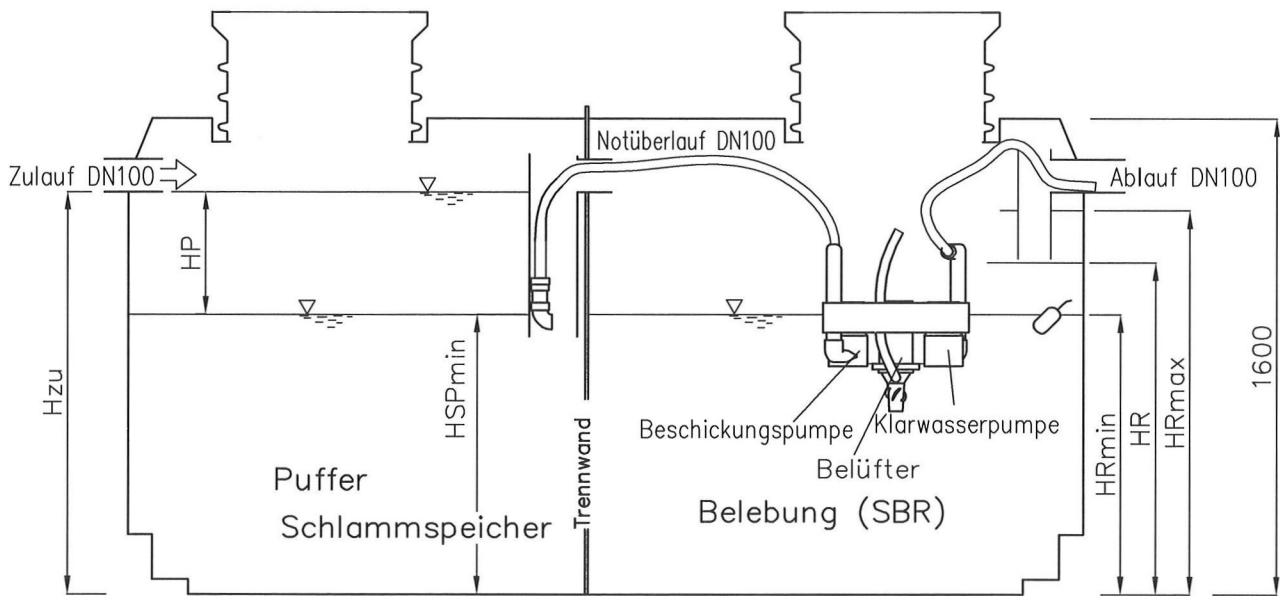 Notüberlauf DN100
Zulauf DN100
Ablauf DN100
HP
Hzu
HSPmin
Trennwand
Beschickungspumpe
Klarwasserpumpe
Belüfter
Puffer
Schlammspeicher
Belebung (SBR)
HRmin
HR
HRmax
1600